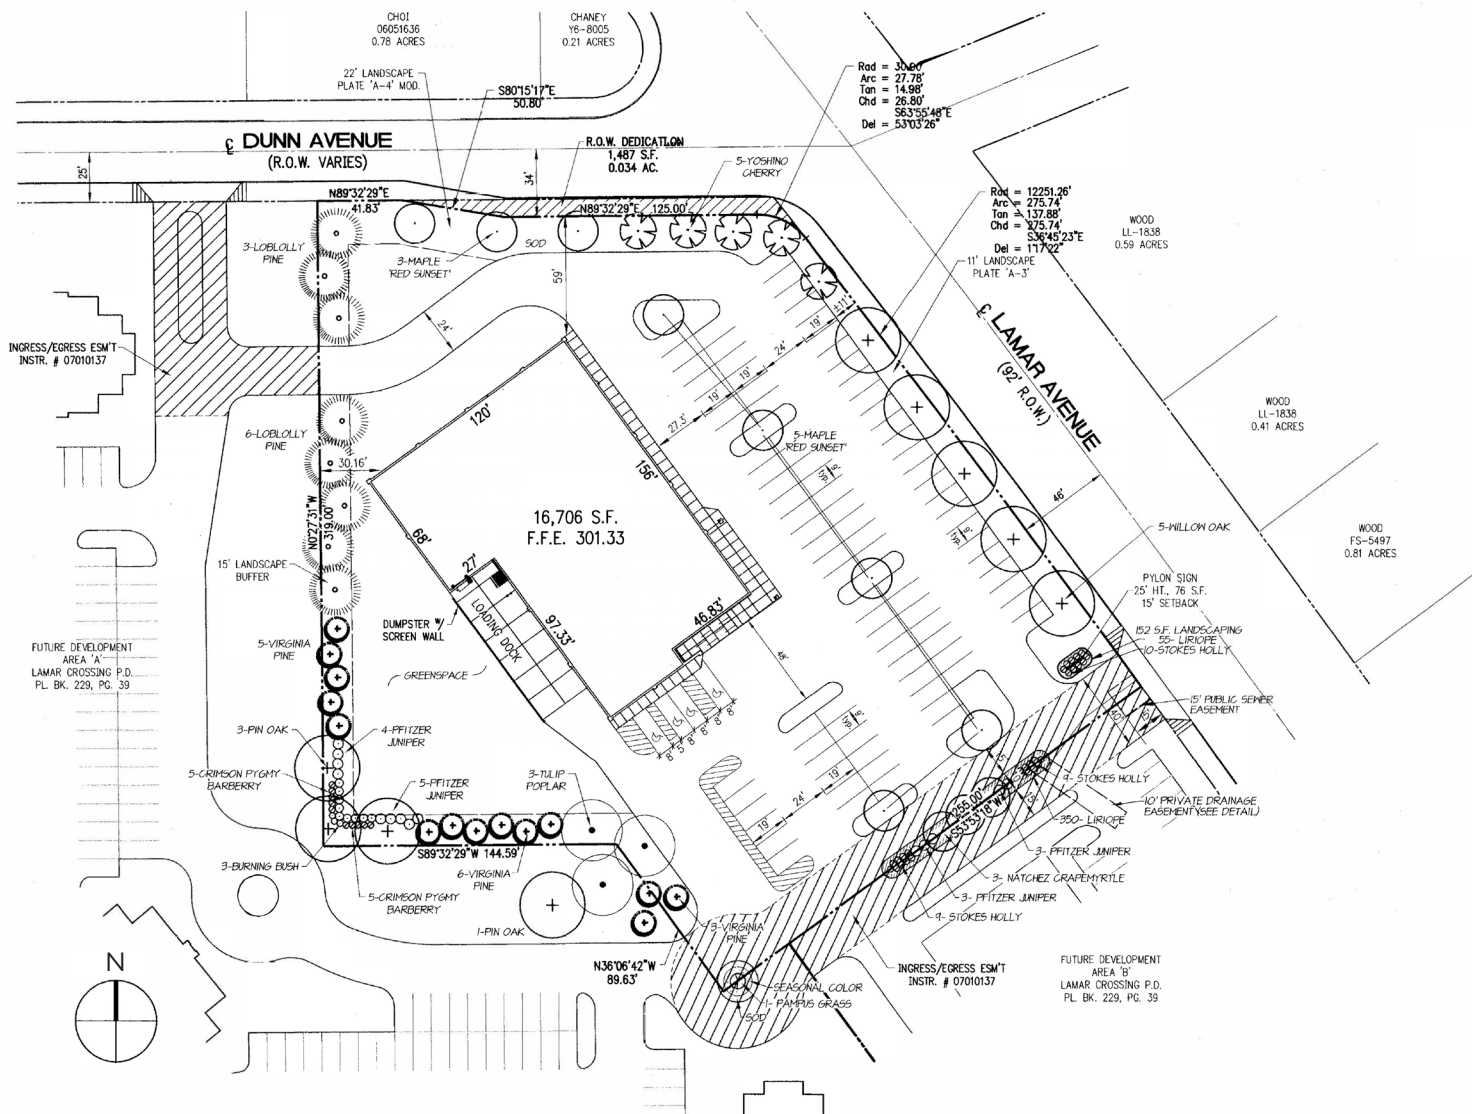 CHOI
06051636
0.78 ACRES
CHANEY
Y6-8005
0.21 ACRES
22' LANDSCAPE
PLATE 'A-4' MOD.
S80°15'17"E
50.80'
Rad = 30.00'
Arc = 27.78'
Tan = 14.98'
Chd = 26.80'
S63°55'48"E
Del = 53°03'26"
℄ DUNN AVENUE
(R.O.W. VARIES)
R.O.W. DEDICATION
1,487 S.F.
0.034 AC.
5-YOSHINO
CHERRY
25'
34'
N89°32'29"E
41.83'
N89°32'29"E 125.00'
Rad = 12251.26'
Arc = 275.74'
Tan = 137.88'
Chd = 275.74'
S36°45'23"E
Del = 1°17'22"
11' LANDSCAPE
PLATE 'A-3'
WOOD
LL-1838
0.59 ACRES
3-LOBLOLLY
PINE
3-MAPLE
'RED SUNSET'
SOD
59'
24'
±11'
19'
24'
19'
19'
27.3'
℄ LAMAR AVENUE
(92' R.O.W.)
INGRESS/EGRESS ESM'T
INSTR. # 07010137
120'
156'
WOOD
LL-1838
0.41 ACRES
6-LOBLOLLY
PINE
30.16'
5-MAPLE
'RED SUNSET'
9'
typ.
46'
N0°27'31"W
319.00'
16,706 S.F.
F.F.E. 301.33
68'
27'
9'
typ.
5-WILLOW OAK
WOOD
FS-5497
0.81 ACRES
15' LANDSCAPE
BUFFER
PYLON SIGN
25' HT., 76 S.F.
15' SETBACK
DUMPSTER W/
SCREEN WALL
LOADING DOCK
97.33'
46.83'
152 S.F. LANDSCAPING
55- LIRIOPE
10-STOKES HOLLY
FUTURE DEVELOPMENT
AREA 'A'
LAMAR CROSSING P.D.
PL. BK. 229, PG. 39
5-VIRGINIA
PINE
GREENSPACE
48'
15' PUBLIC SEWER
EASEMENT
40'
3-PIN OAK
4-PFITZER
JUNIPER
8'
5'
8'
8'
8'
9'
typ.
5-CRIMSON PYGMY
BARBERRY
5-PFITZER
JUNIPER
3-TULIP
POPLAR
19'
24'
19'
9- STOKES HOLLY
10' PRIVATE DRAINAGE
EASEMENT (SEE DETAIL)
350- LIRIOPE
255.00'
S53°53'18"W
3-BURNING BUSH
S89°32'29"W 144.59'
3- PFITZER JUNIPER
6-VIRGINIA
PINE
3- NATCHEZ CRAPEMYRTLE
5-CRIMSON PYGMY
BARBERRY
3- PFITZER JUNIPER
9- STOKES HOLLY
1-PIN OAK
3-VIRGINIA
PINE
N36°06'42"W
89.63'
INGRESS/EGRESS ESM'T
INSTR. # 07010137
FUTURE DEVELOPMENT
AREA 'B'
LAMAR CROSSING P.D.
PL. BK. 229, PG. 39
N
SEASONAL COLOR
1- PAMPUS GRASS
SOD